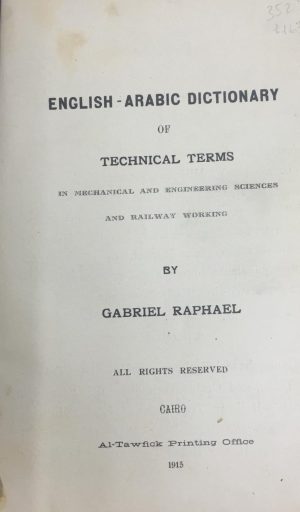 352
ENGLISH - ARABIC DICTIONARY
OF
TECHNICAL TERMS
IN MECHANICAL AND ENGINEERING SCIENCES
AND RAILWAY WORKING
BY
GABRIEL RAPHAEL
ALL RIGHTS RESERVED
CAIRO
Al-Tawfick Printing Office
1915